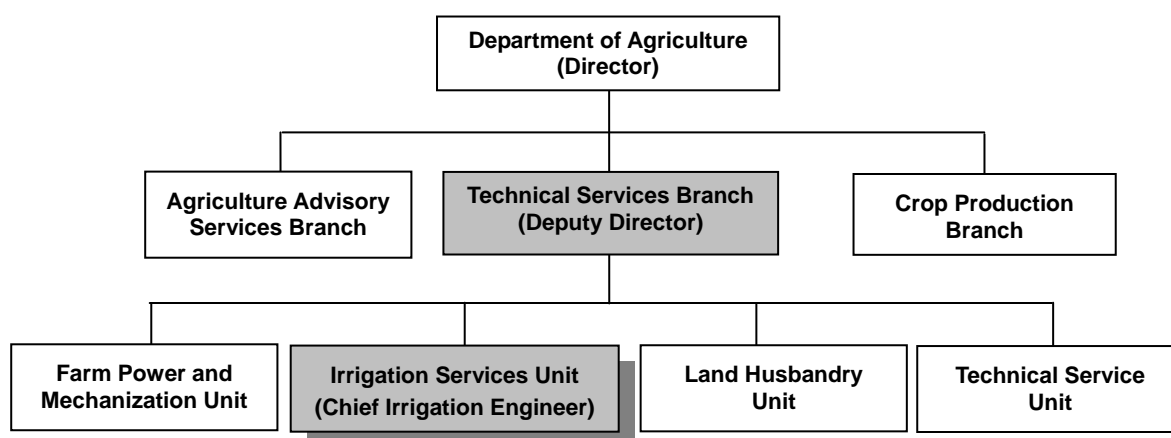 Department of Agriculture
(Director)
Agriculture Advisory
Services Branch
Technical Services Branch
(Deputy Director)
Crop Production
Branch
Farm Power and
Mechanization Unit
Irrigation Services Unit
(Chief Irrigation Engineer)
Land Husbandry
Unit
Technical Service
Unit